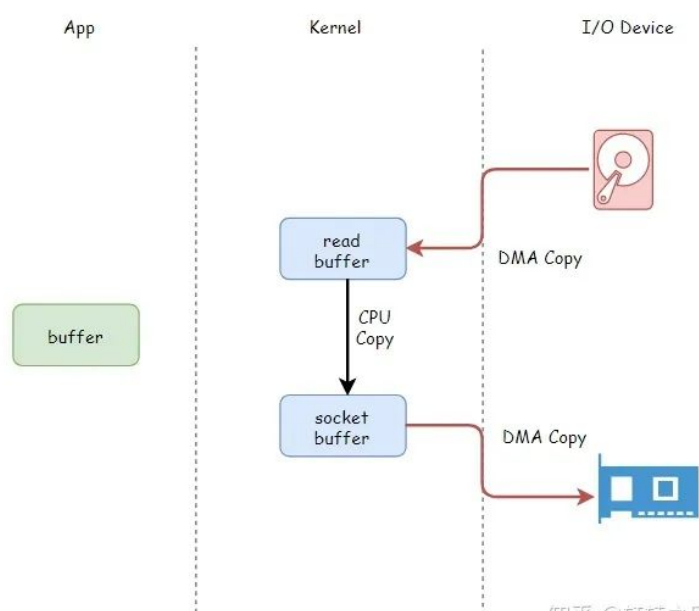 App
Kernel
I/O Device
read
buffer
DMA Copy
buffer
CPU
Copy
socket
buffer
DMA Copy